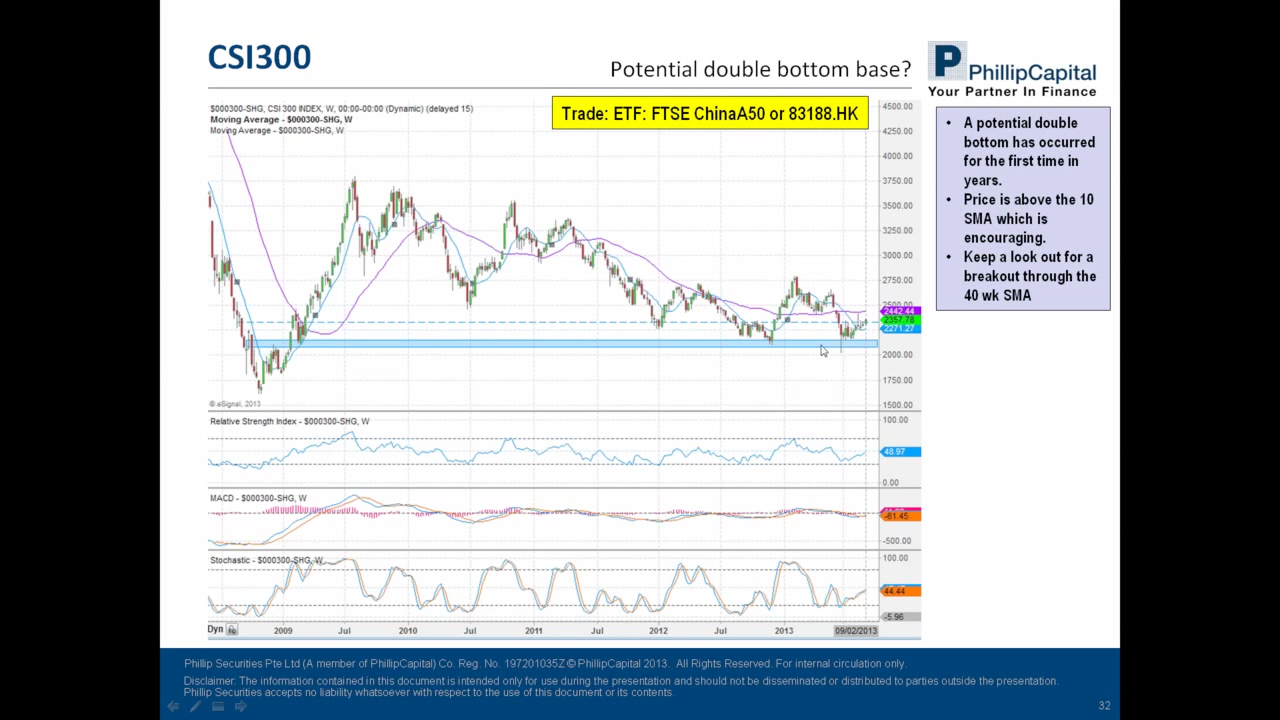 CSI300
Potential double bottom base?
P PhillipCapital
Your Partner In Finance
$000300-SHG, CSI 300 INDEX, W, 00:00-00:00 (Dynamic) (delayed 15)
Moving Average - $000300-SHG, W
Moving Average - $000300-SHG, W
Trade: ETF: FTSE ChinaA50 or 83188.HK
4500.00
4250.00
4000.00
3750.00
3500.00
3250.00
3000.00
2750.00
2500.00
2442.44
2357.78
2271.27
2000.00
1750.00
1500.00
© eSignal, 2013
• A potential double
bottom has occurred
for the first time in
years.
• Price is above the 10
SMA which is
encouraging.
• Keep a look out for a
breakout through the
40 wk SMA
Relative Strength Index - $000300-SHG, W
100.00
48.97
0.00
MACD - $000300-SHG, W
-61.45
-500.00
Stochastic - $000300-SHG, W
100.00
44.44
-5.96
Dyn 2009 Jul 2010 Jul 2011 Jul 2012 Jul 2013 09/02/2013
Phillip Securities Pte Ltd (A member of PhillipCapital) Co. Reg. No. 197201035Z © PhillipCapital 2013. All Rights Reserved. For internal circulation only.
Disclaimer: The information contained in this document is intended only for use during the presentation and should not be disseminated or distributed to parties outside the presentation.
Phillip Securities accepts no liability whatsoever with respect to the use of this document or its contents.
32